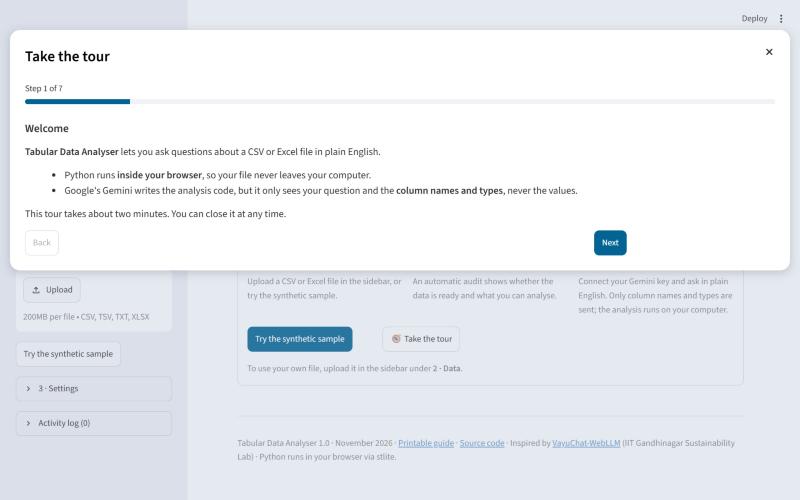 Deploy
Take the tour
Step 1 of 7
Welcome
Tabular Data Analyser lets you ask questions about a CSV or Excel file in plain English.
Python runs inside your browser, so your file never leaves your computer.
Google's Gemini writes the analysis code, but it only sees your question and the column names and types, never the values.
This tour takes about two minutes. You can close it at any time.
Back
Next
Upload
200MB per file • CSV, TSV, TXT, XLSX
Try the synthetic sample
3 · Settings
Activity log (0)
Upload a CSV or Excel file in the sidebar, or
try the synthetic sample.
An automatic audit shows whether the
data is ready and what you can analyse.
Connect your Gemini key and ask in plain
English. Only column names and types are
sent; the analysis runs on your computer.
Try the synthetic sample
Take the tour
To use your own file, upload it in the sidebar under 2 · Data.
Tabular Data Analyser 1.0 · November 2026 · Printable guide · Source code · Inspired by VayuChat-WebLLM (IIT Gandhinagar Sustainability
Lab) · Python runs in your browser via stlite.